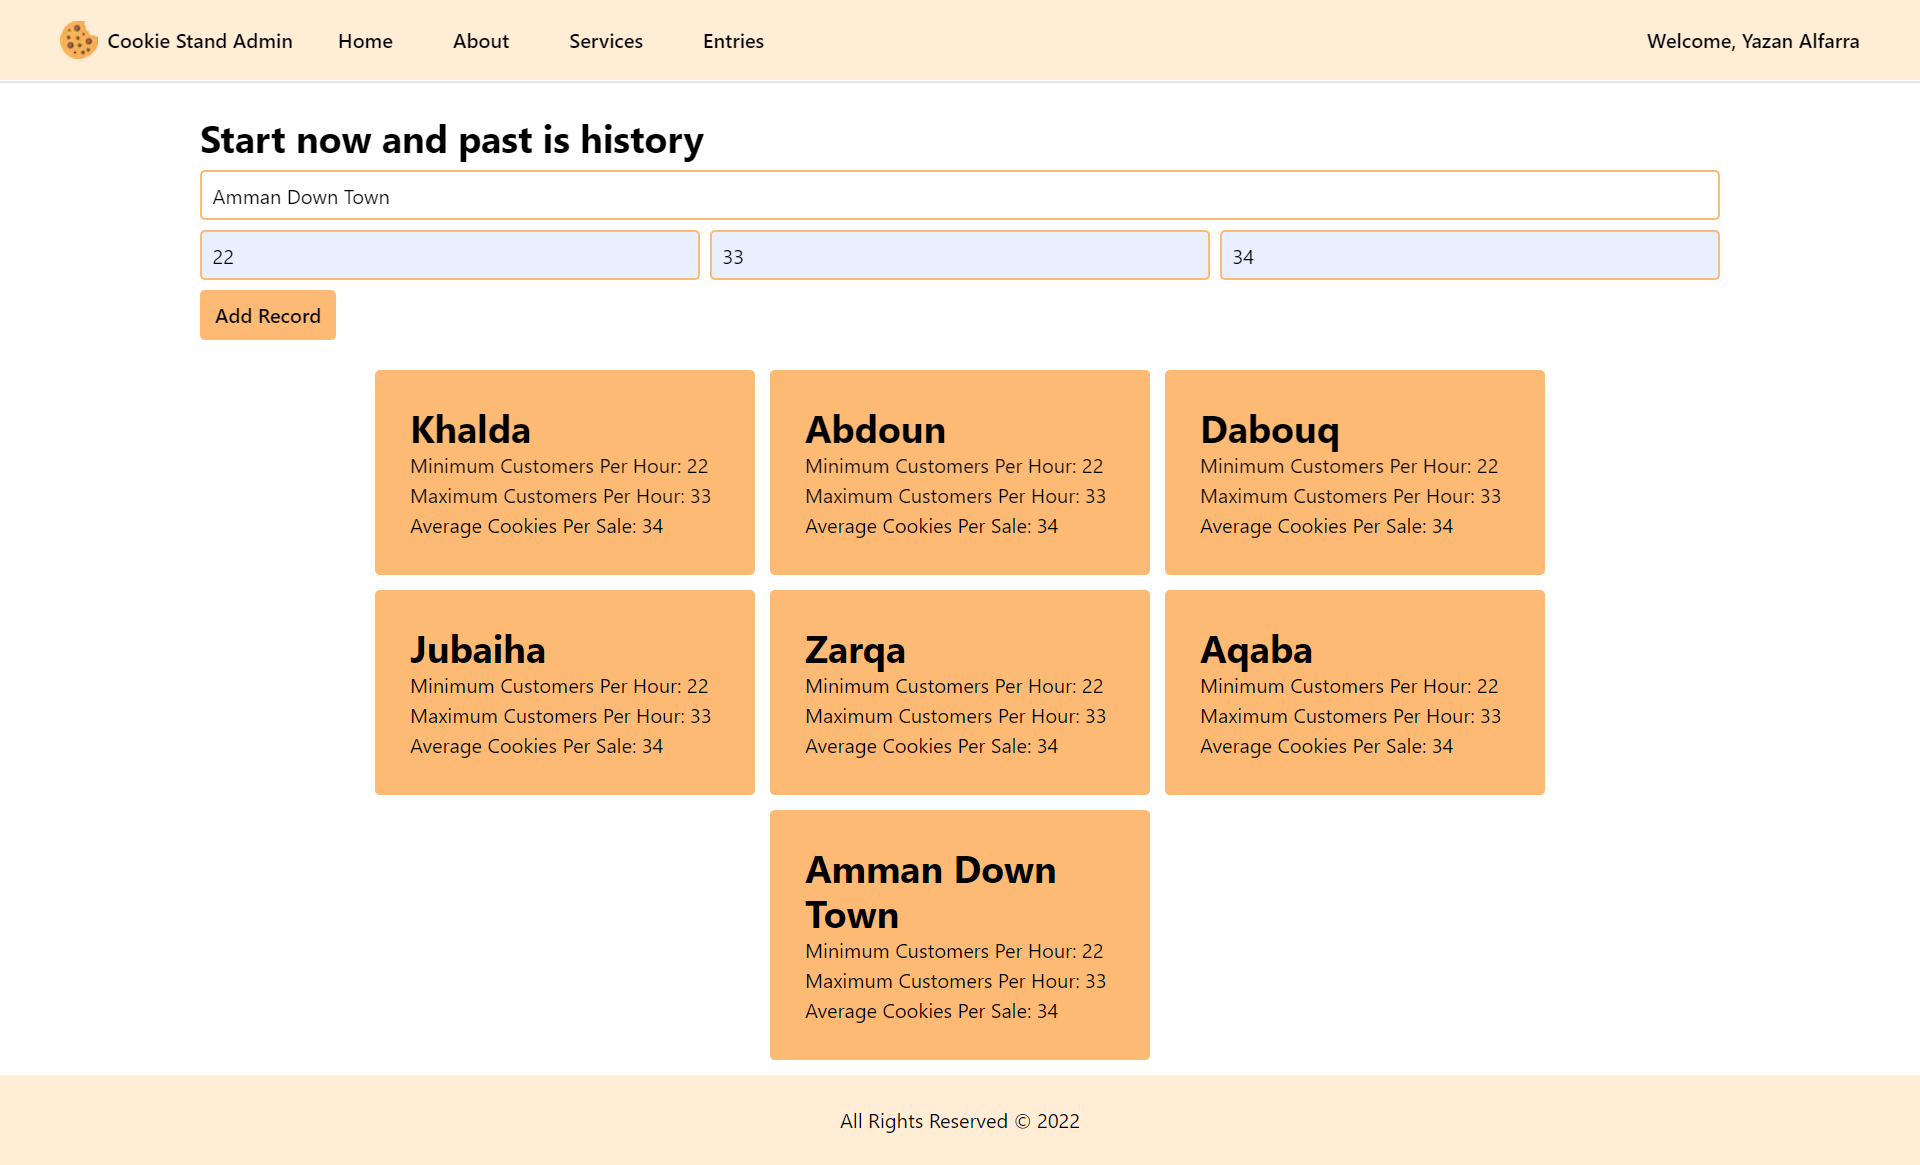 Cookie Stand Admin Home About Services Entries Welcome, Yazan Alfarra
Start now and past is history
Amman Down Town
22 33 34
Add Record
Khalda
Minimum Customers Per Hour: 22
Maximum Customers Per Hour: 33
Average Cookies Per Sale: 34
Abdoun
Minimum Customers Per Hour: 22
Maximum Customers Per Hour: 33
Average Cookies Per Sale: 34
Dabouq
Minimum Customers Per Hour: 22
Maximum Customers Per Hour: 33
Average Cookies Per Sale: 34
Jubaiha
Minimum Customers Per Hour: 22
Maximum Customers Per Hour: 33
Average Cookies Per Sale: 34
Zarqa
Minimum Customers Per Hour: 22
Maximum Customers Per Hour: 33
Average Cookies Per Sale: 34
Aqaba
Minimum Customers Per Hour: 22
Maximum Customers Per Hour: 33
Average Cookies Per Sale: 34
Amman Down
Town
Minimum Customers Per Hour: 22
Maximum Customers Per Hour: 33
Average Cookies Per Sale: 34
All Rights Reserved © 2022